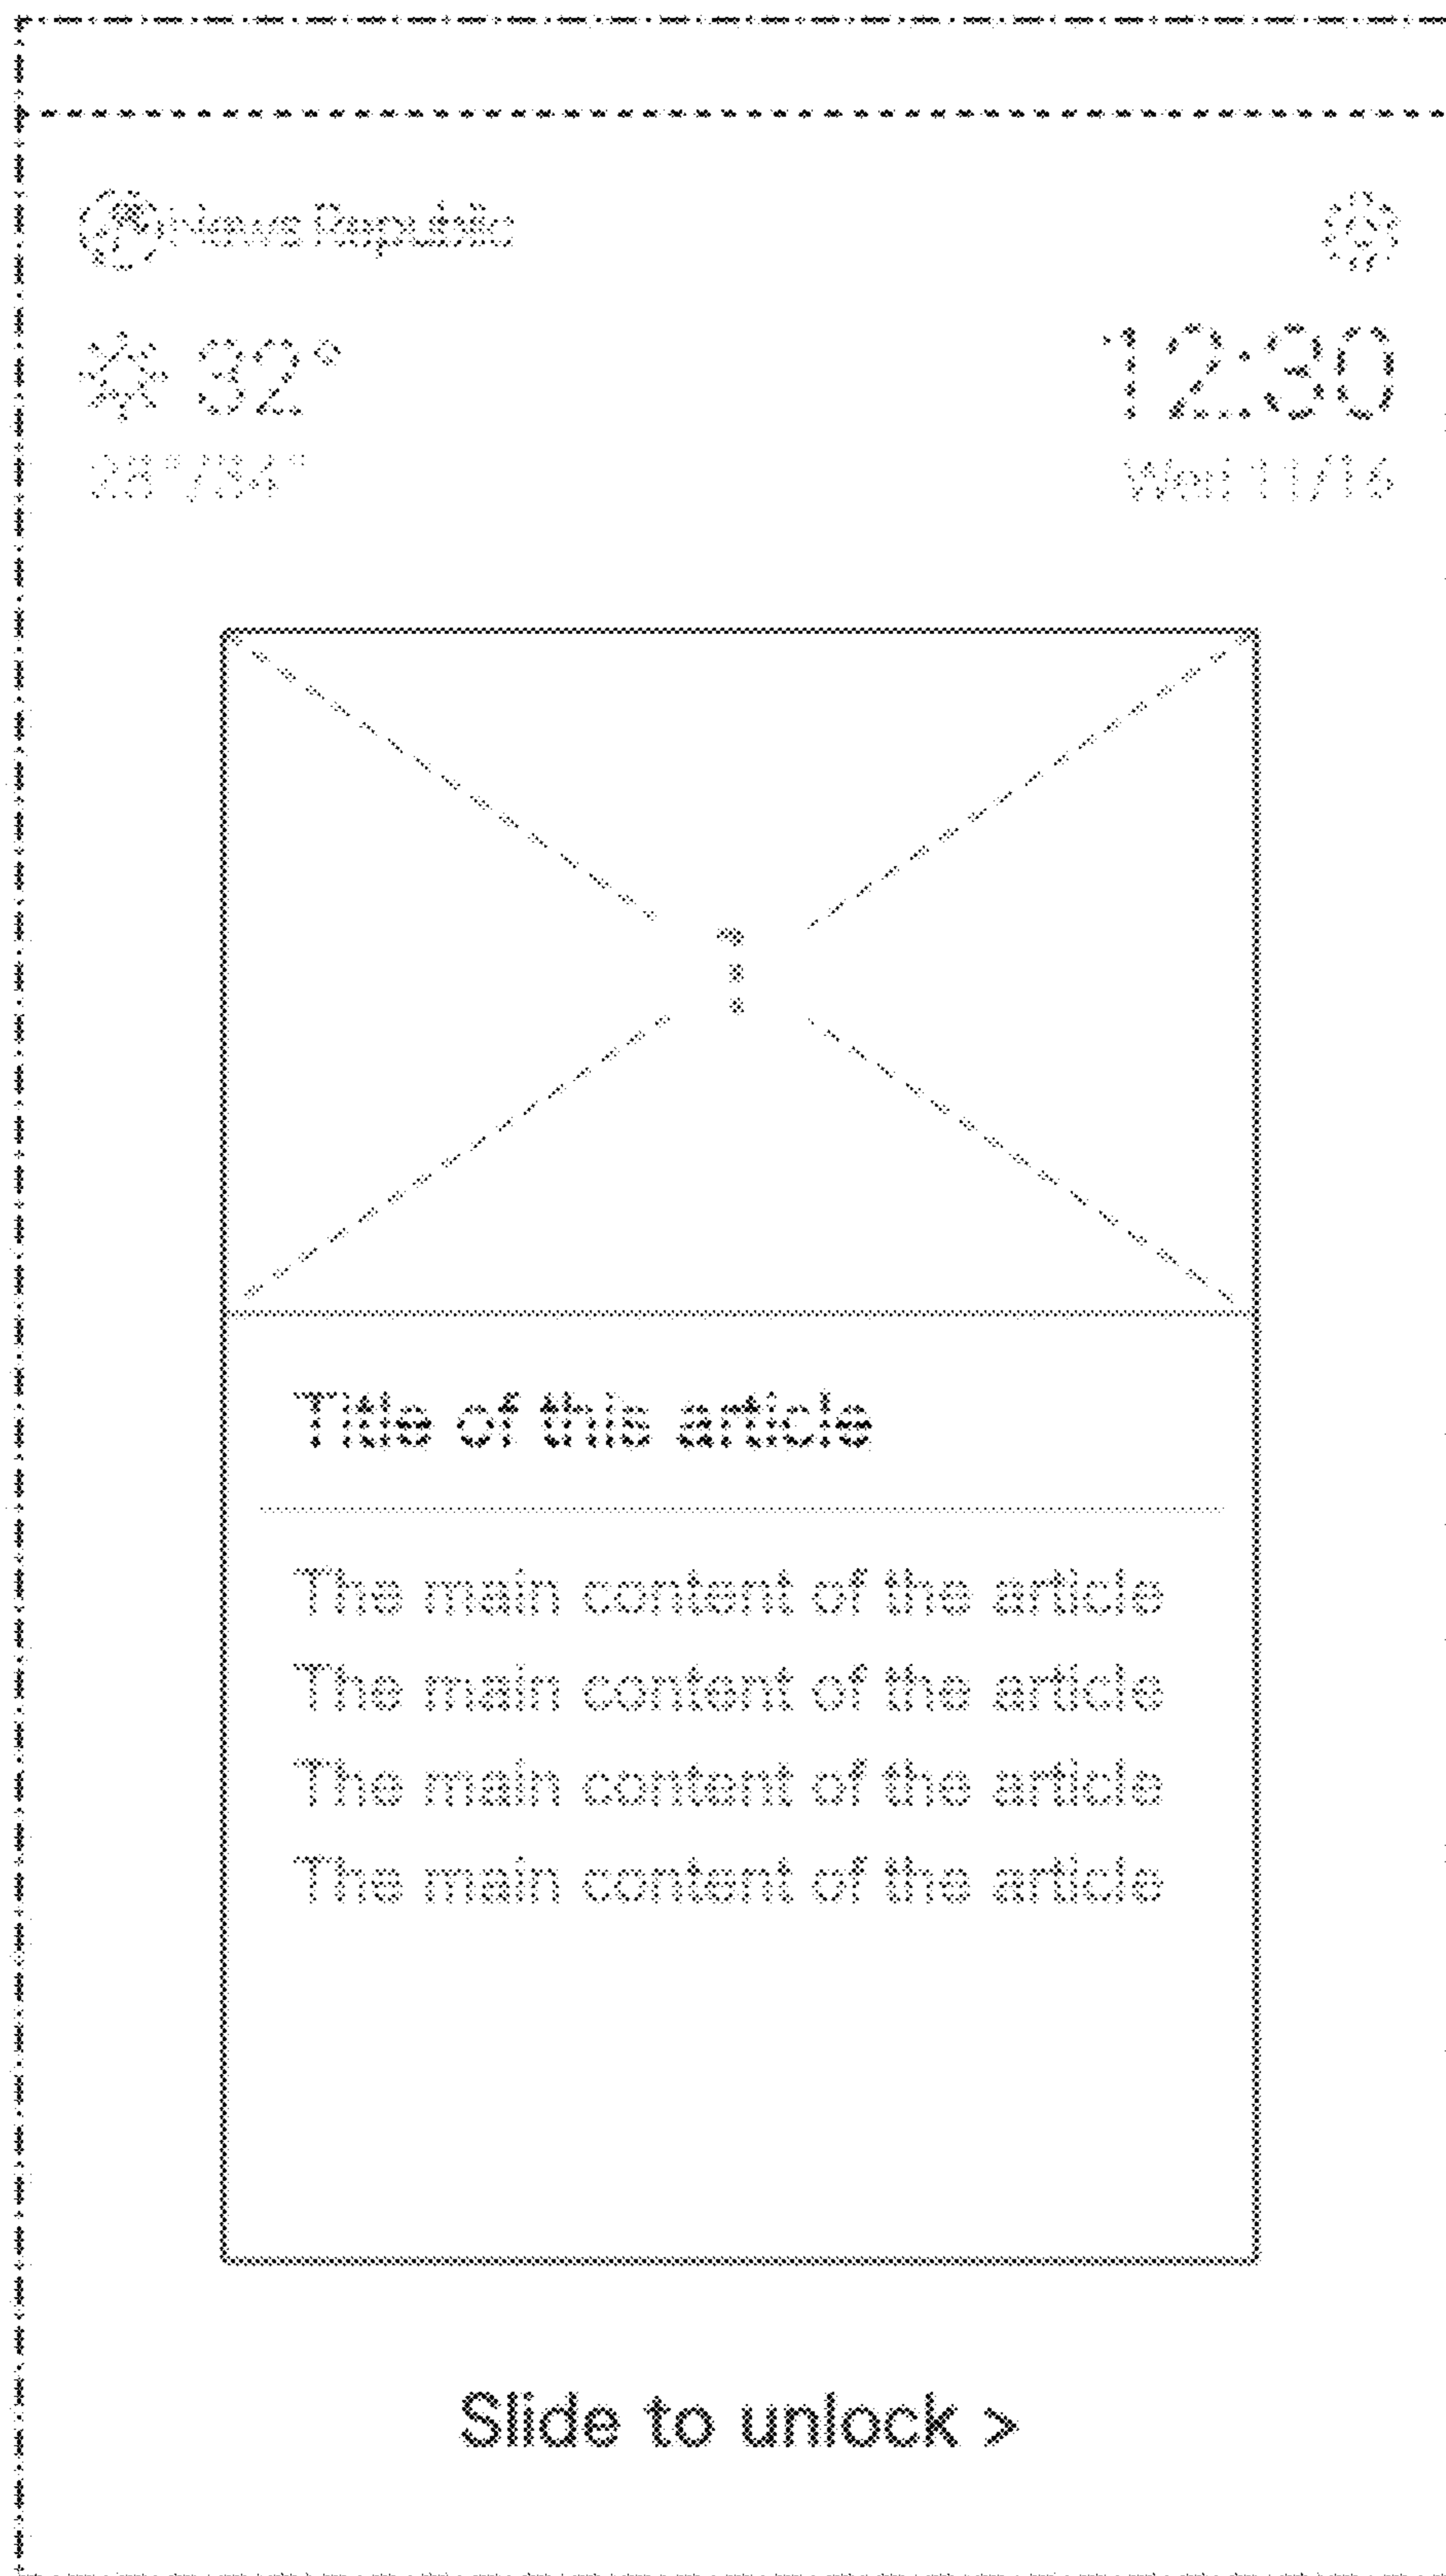 News Republic
32° 12:30
28°/34° Wed 11/16
1
Title of this article
The main content of the article
The main content of the article
The main content of the article
The main content of the article
Slide to unlock >